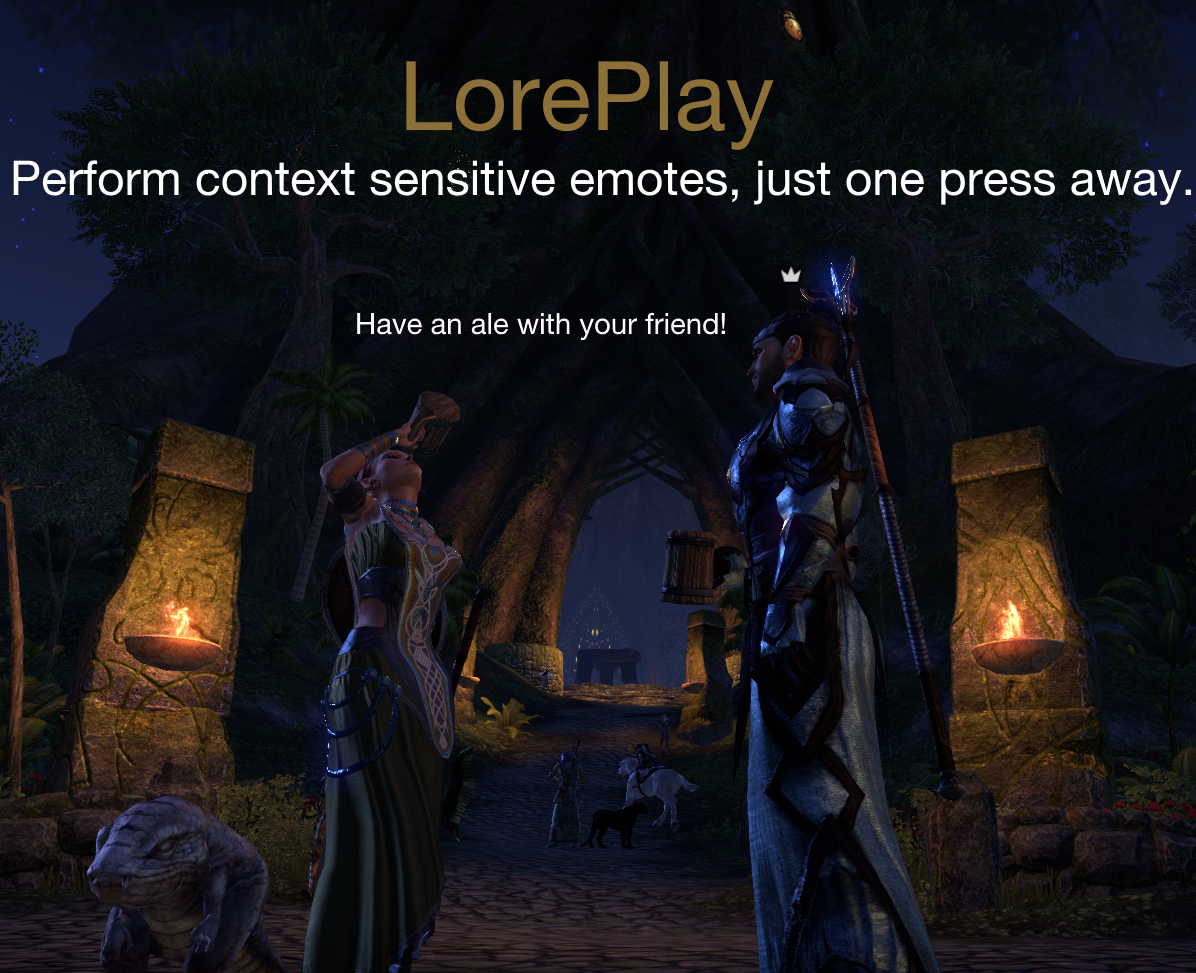 LorePlay
Perform context sensitive emotes, just one press away.
Have an ale with your friend!